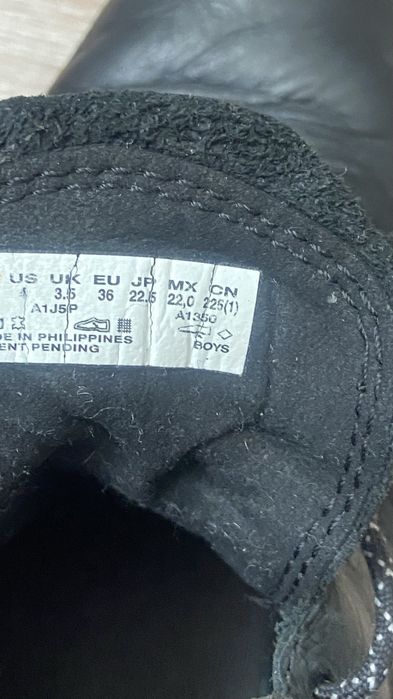 US UK EU JP MX CN
4 3.5 36 22.5 22,0 225(1)
A1J5P A1350
DE IN PHILIPPINES
ENT PENDING BOYS